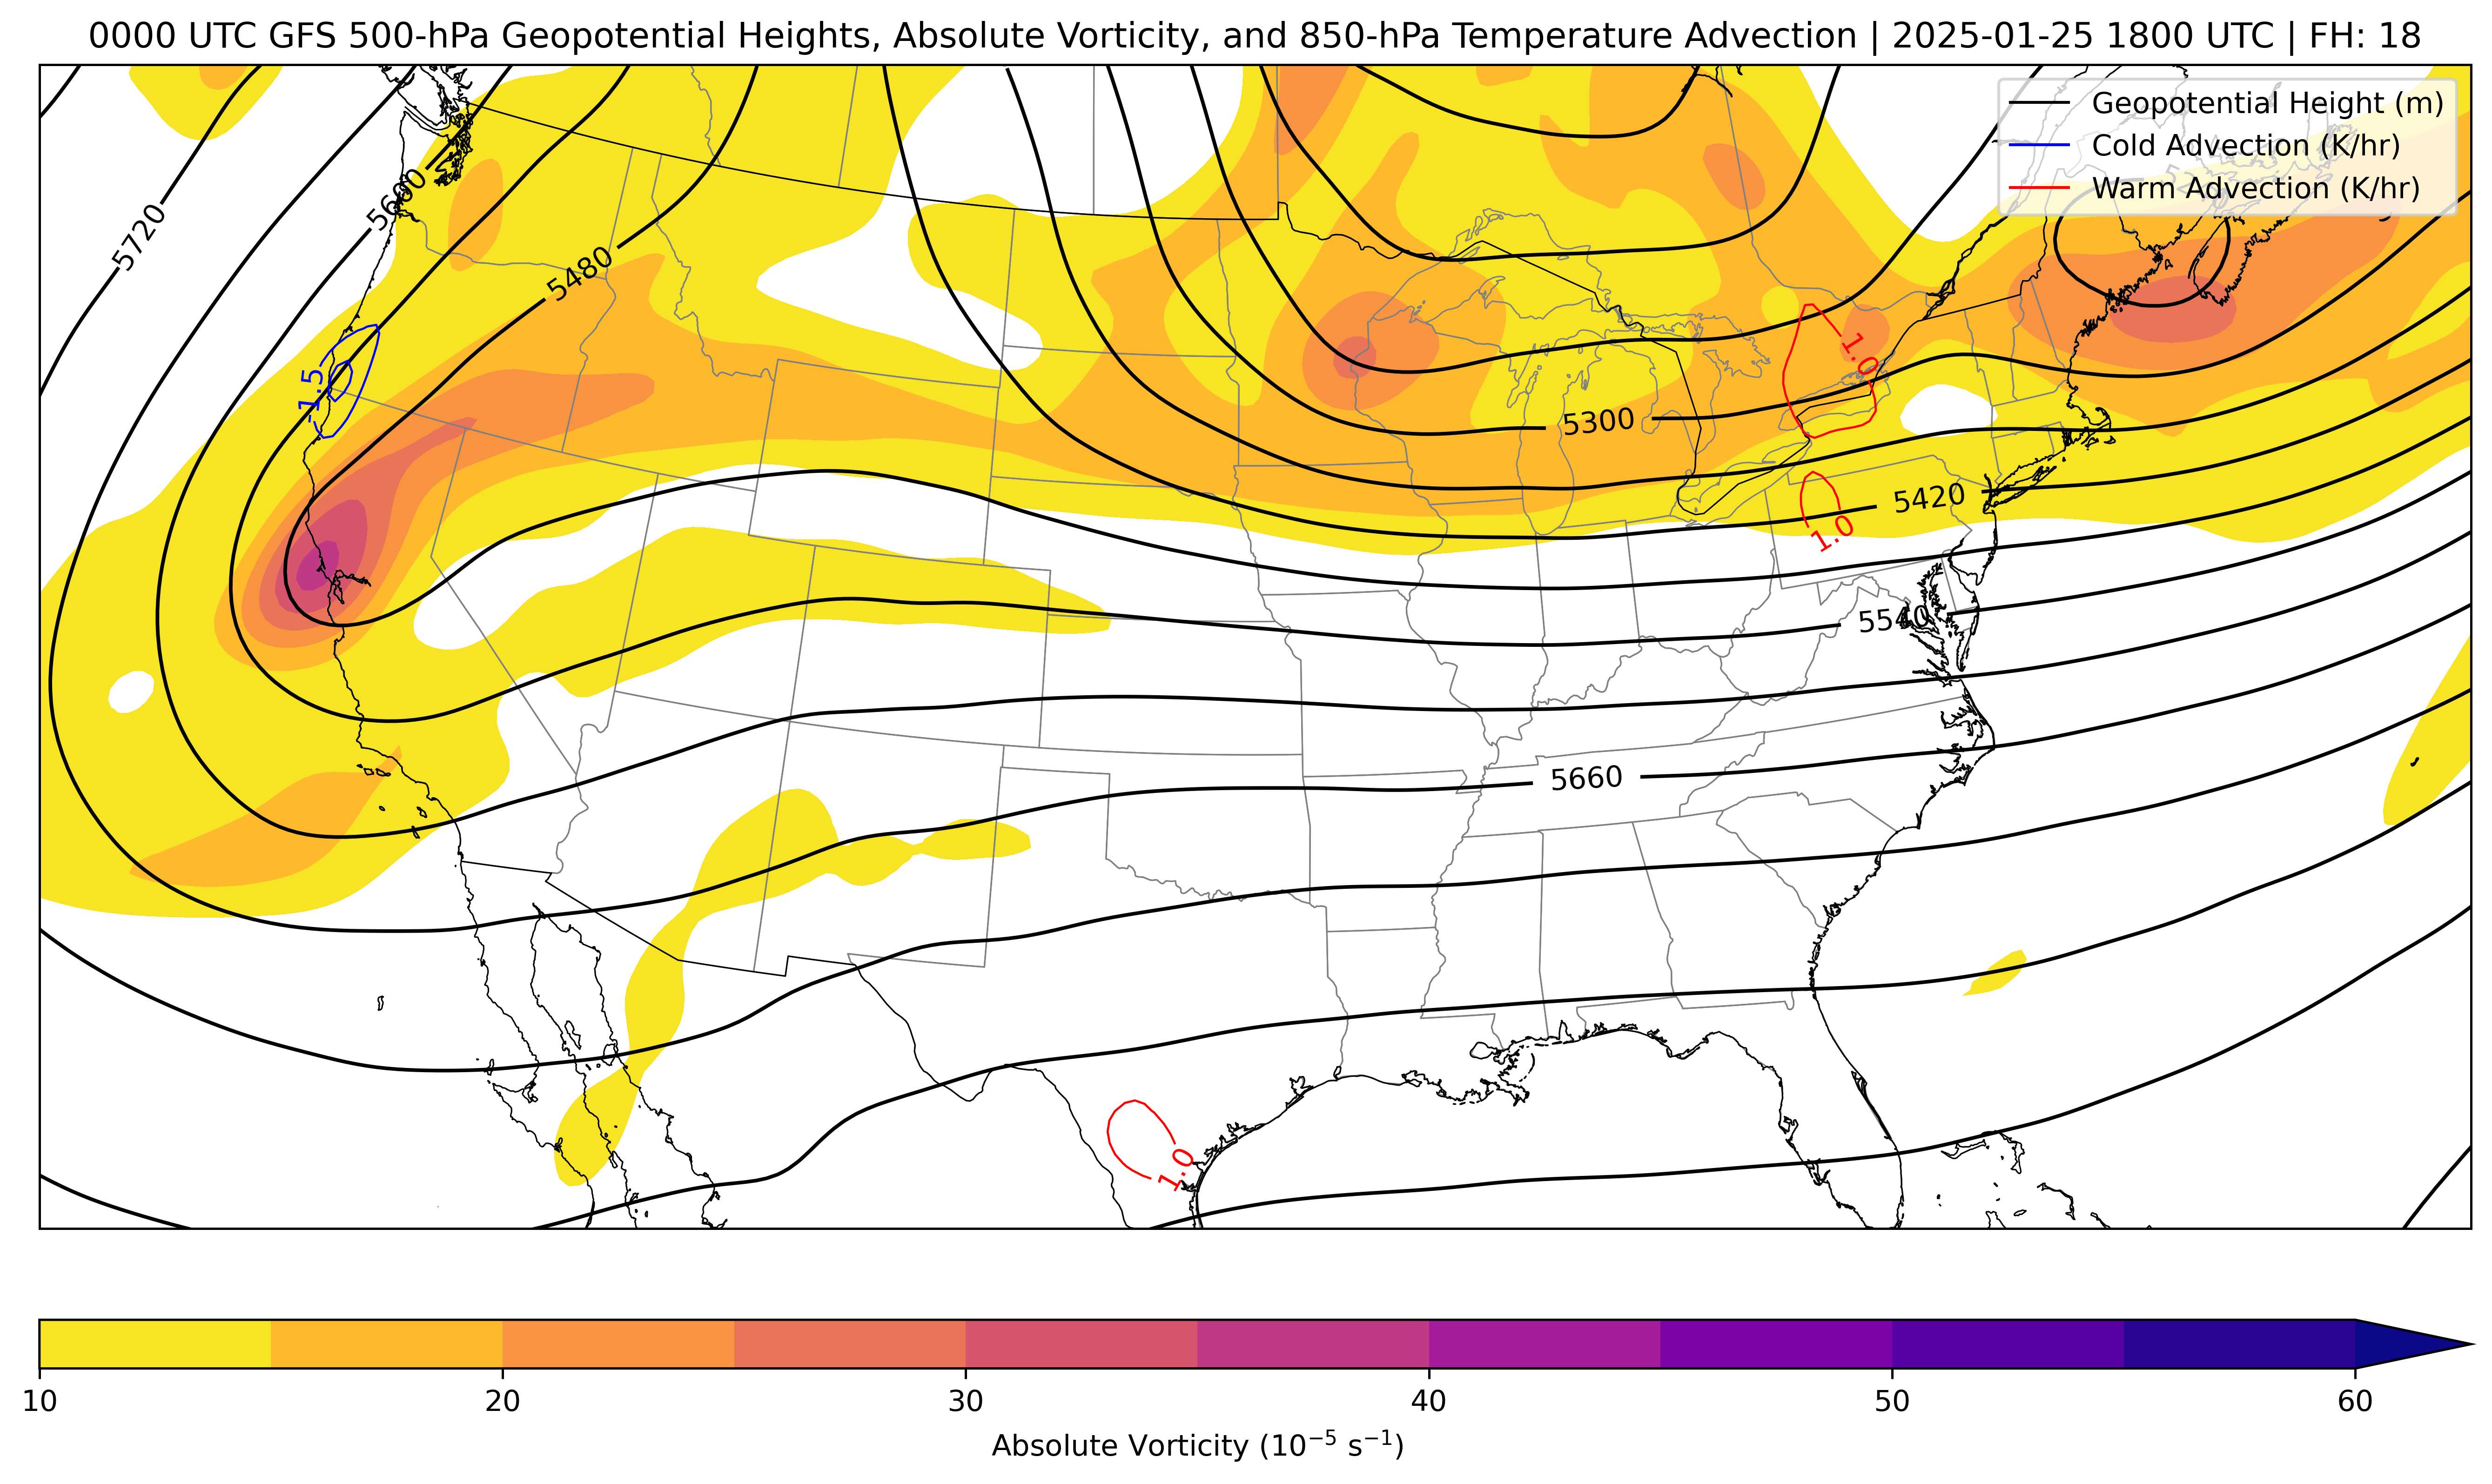 0000 UTC GFS 500-hPa Geopotential Heights, Absolute Vorticity, and 850-hPa Temperature Advection | 2025-01-25 1800 UTC | FH: 18
Geopotential Height (m)
Cold Advection (K/hr)
Warm Advection (K/hr)
5720
5600
5480
-1.5
1.0
5300
5420
1.0
5540
5660
1.0
10 20 30 40 50 60
Absolute Vorticity (10⁻⁵ s⁻¹)